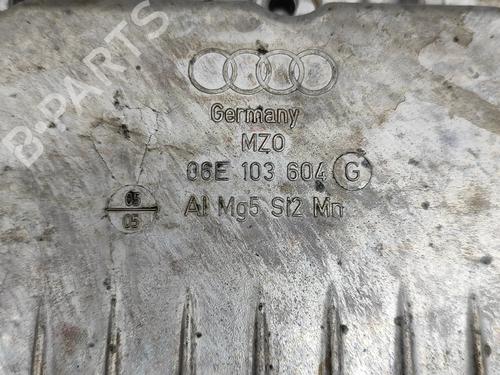 B-PARTS
Germany
MZO
06E 103 604 G
05
05
Al Mg5 Si2 Mn